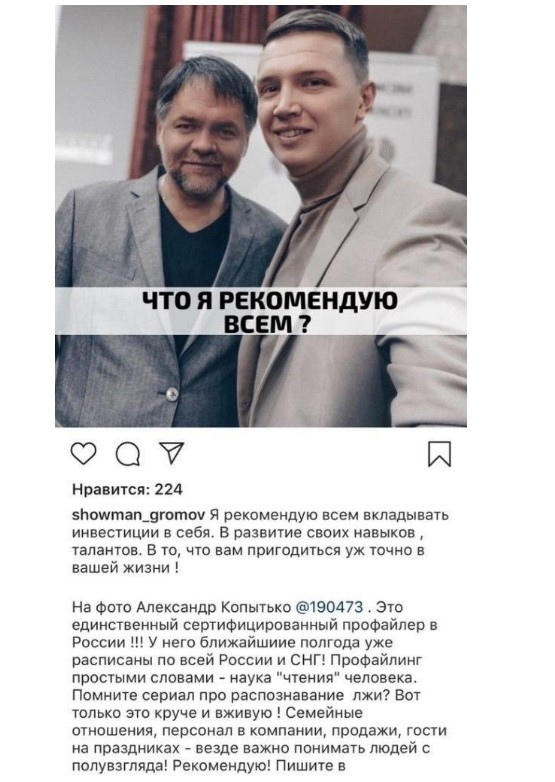 ЧТО Я РЕКОМЕНДУЮ
ВСЕМ ?
Нравится: 224
showman_gromov Я рекомендую всем вкладывать
инвестиции в себя. В развитие своих навыков ,
талантов. В то, что вам пригодиться уж точно в
вашей жизни !
На фото Александр Копытько @190473 . Это
единственный сертифицированный профайлер в
России !!! У него ближайшиие полгода уже
расписаны по всей России и СНГ! Профайлинг
простыми словами - наука "чтения" человека.
Помните сериал про распознавание лжи? Вот
только это круче и вживую ! Семейные
отношения, персонал в компании, продажи, гости
на праздниках - везде важно понимать людей с
полувзгляда! Рекомендую! Пишите в